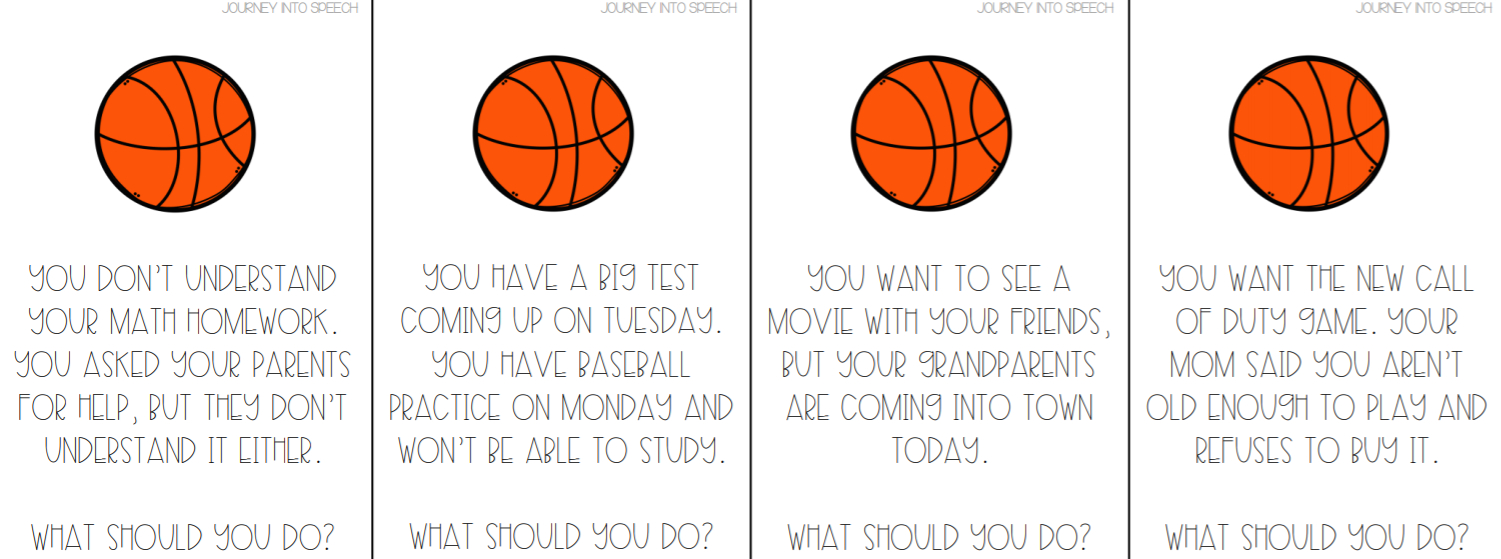 JOURNEY INTO SPEECH
YOU DON'T UNDERSTAND
YOUR MATH HOMEWORK.
YOU ASKED YOUR PARENTS
FOR HELP, BUT THEY DON'T
UNDERSTAND IT EITHER.
WHAT SHOULD YOU DO?
JOURNEY INTO SPEECH
YOU HAVE A BIG TEST
COMING UP ON TUESDAY.
YOU HAVE BASEBALL
PRACTICE ON MONDAY AND
WON'T BE ABLE TO STUDY.
WHAT SHOULD YOU DO?
JOURNEY INTO SPEECH
YOU WANT TO SEE A
MOVIE WITH YOUR FRIENDS,
BUT YOUR GRANDPARENTS
ARE COMING INTO TOWN
TODAY.
WHAT SHOULD YOU DO?
JOURNEY INTO SPEECH
YOU WANT THE NEW CALL
OF DUTY GAME. YOUR
MOM SAID YOU AREN'T
OLD ENOUGH TO PLAY AND
REFUSES TO BUY IT.
WHAT SHOULD YOU DO?